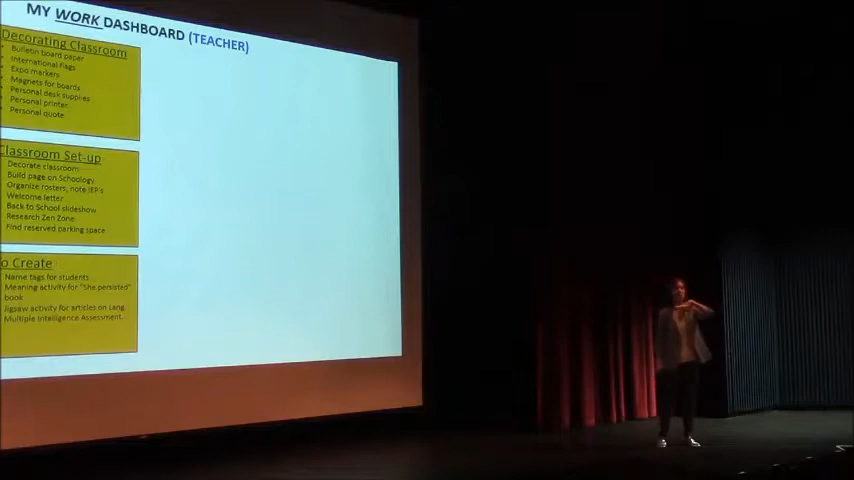 MY WORK DASHBOARD (TEACHER)
Decorating Classroom
Bulletin board paper
International flags
Expo markers
Magnets for boards
Personal desk supplies
Personal printer
Personal quote
Classroom Set-up
Decorate classroom
Build page on Schoology
Organize rosters, note IEP's
Welcome letter
Back to School slideshow
Research Zen Zone
Find reserved parking space
o Create
Name tags for students
Meaning activity for "She persisted"
book
Jigsaw activity for articles on Lang.
Multiple Intelligence Assessment